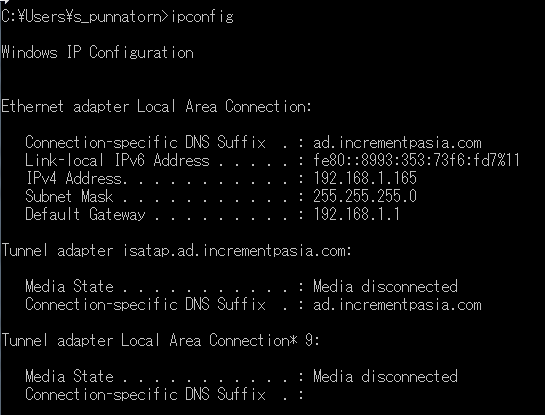 C:¥Users¥s_punnatorn>ipconfig
Windows IP Configuration
Ethernet adapter Local Area Connection:
Connection-specific DNS Suffix . : ad.incrementpasia.com
Link-local IPv6 Address . . . . . : fe80::8993:353:73f6:fd7%11
IPv4 Address. . . . . . . . . . . : 192.168.1.165
Subnet Mask . . . . . . . . . . . : 255.255.255.0
Default Gateway . . . . . . . . . : 192.168.1.1
Tunnel adapter isatap.ad.incrementpasia.com:
Media State . . . . . . . . . . . : Media disconnected
Connection-specific DNS Suffix . : ad.incrementpasia.com
Tunnel adapter Local Area Connection* 9:
Media State . . . . . . . . . . . : Media disconnected
Connection-specific DNS Suffix . :